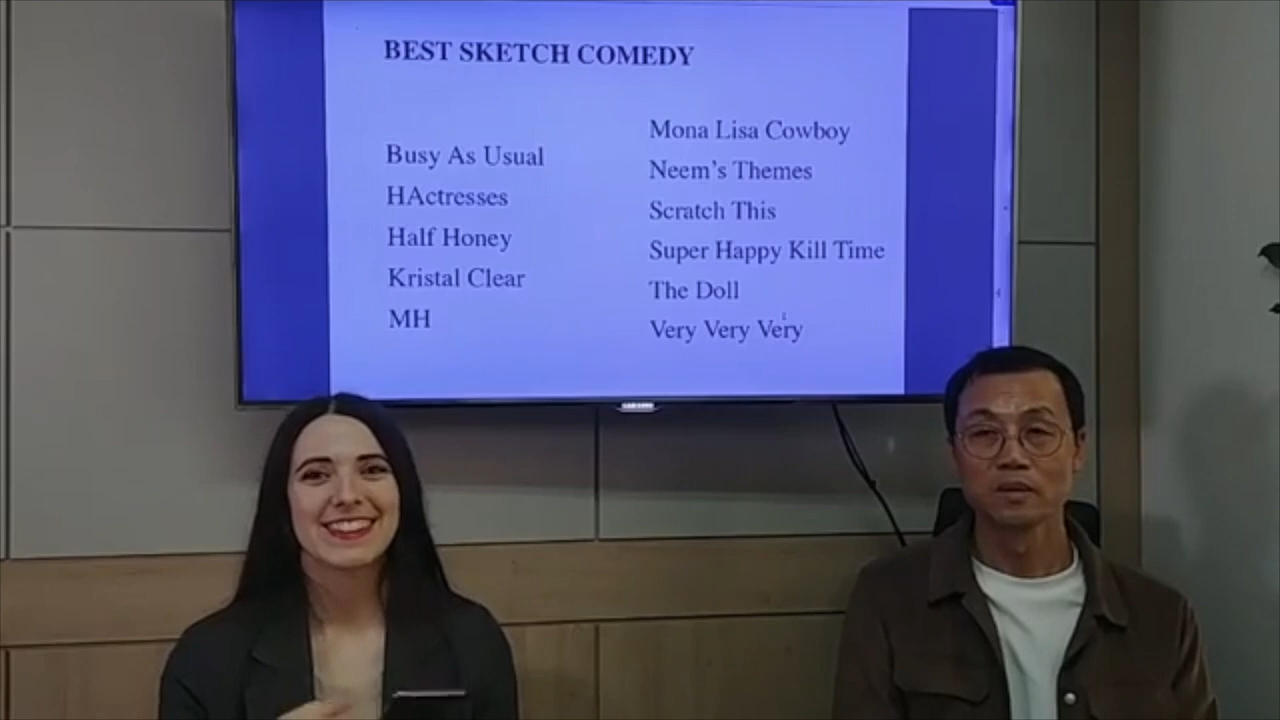 BEST SKETCH COMEDY
Busy As Usual
HActresses
Half Honey
Kristal Clear
MH
Mona Lisa Cowboy
Neem's Themes
Scratch This
Super Happy Kill Time
The Doll
Very Very Very